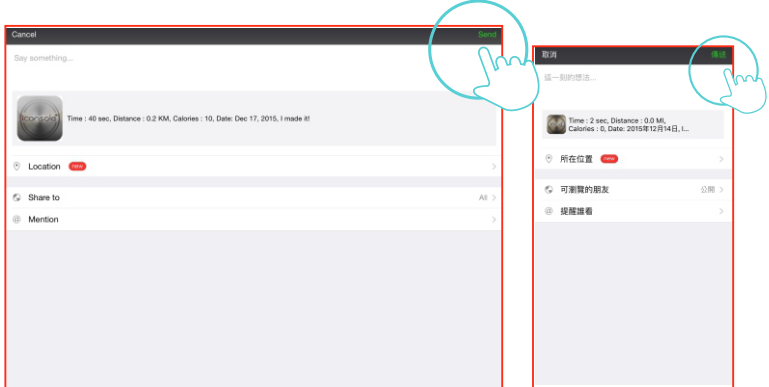 Cancel
Send
Say something...
iconsole
Time : 40 sec, Distance : 0.2 KM, Calories : 10, Date: Dec 17, 2015, I made it!
Location new
Share to
All
@ Mention
取消
傳送
這一刻的想法...
Time : 2 sec, Distance : 0.0 MI,
Calories : 0, Date: 2015年12月14日, I...
所在位置 new
可瀏覽的朋友
公開
@ 提醒誰看